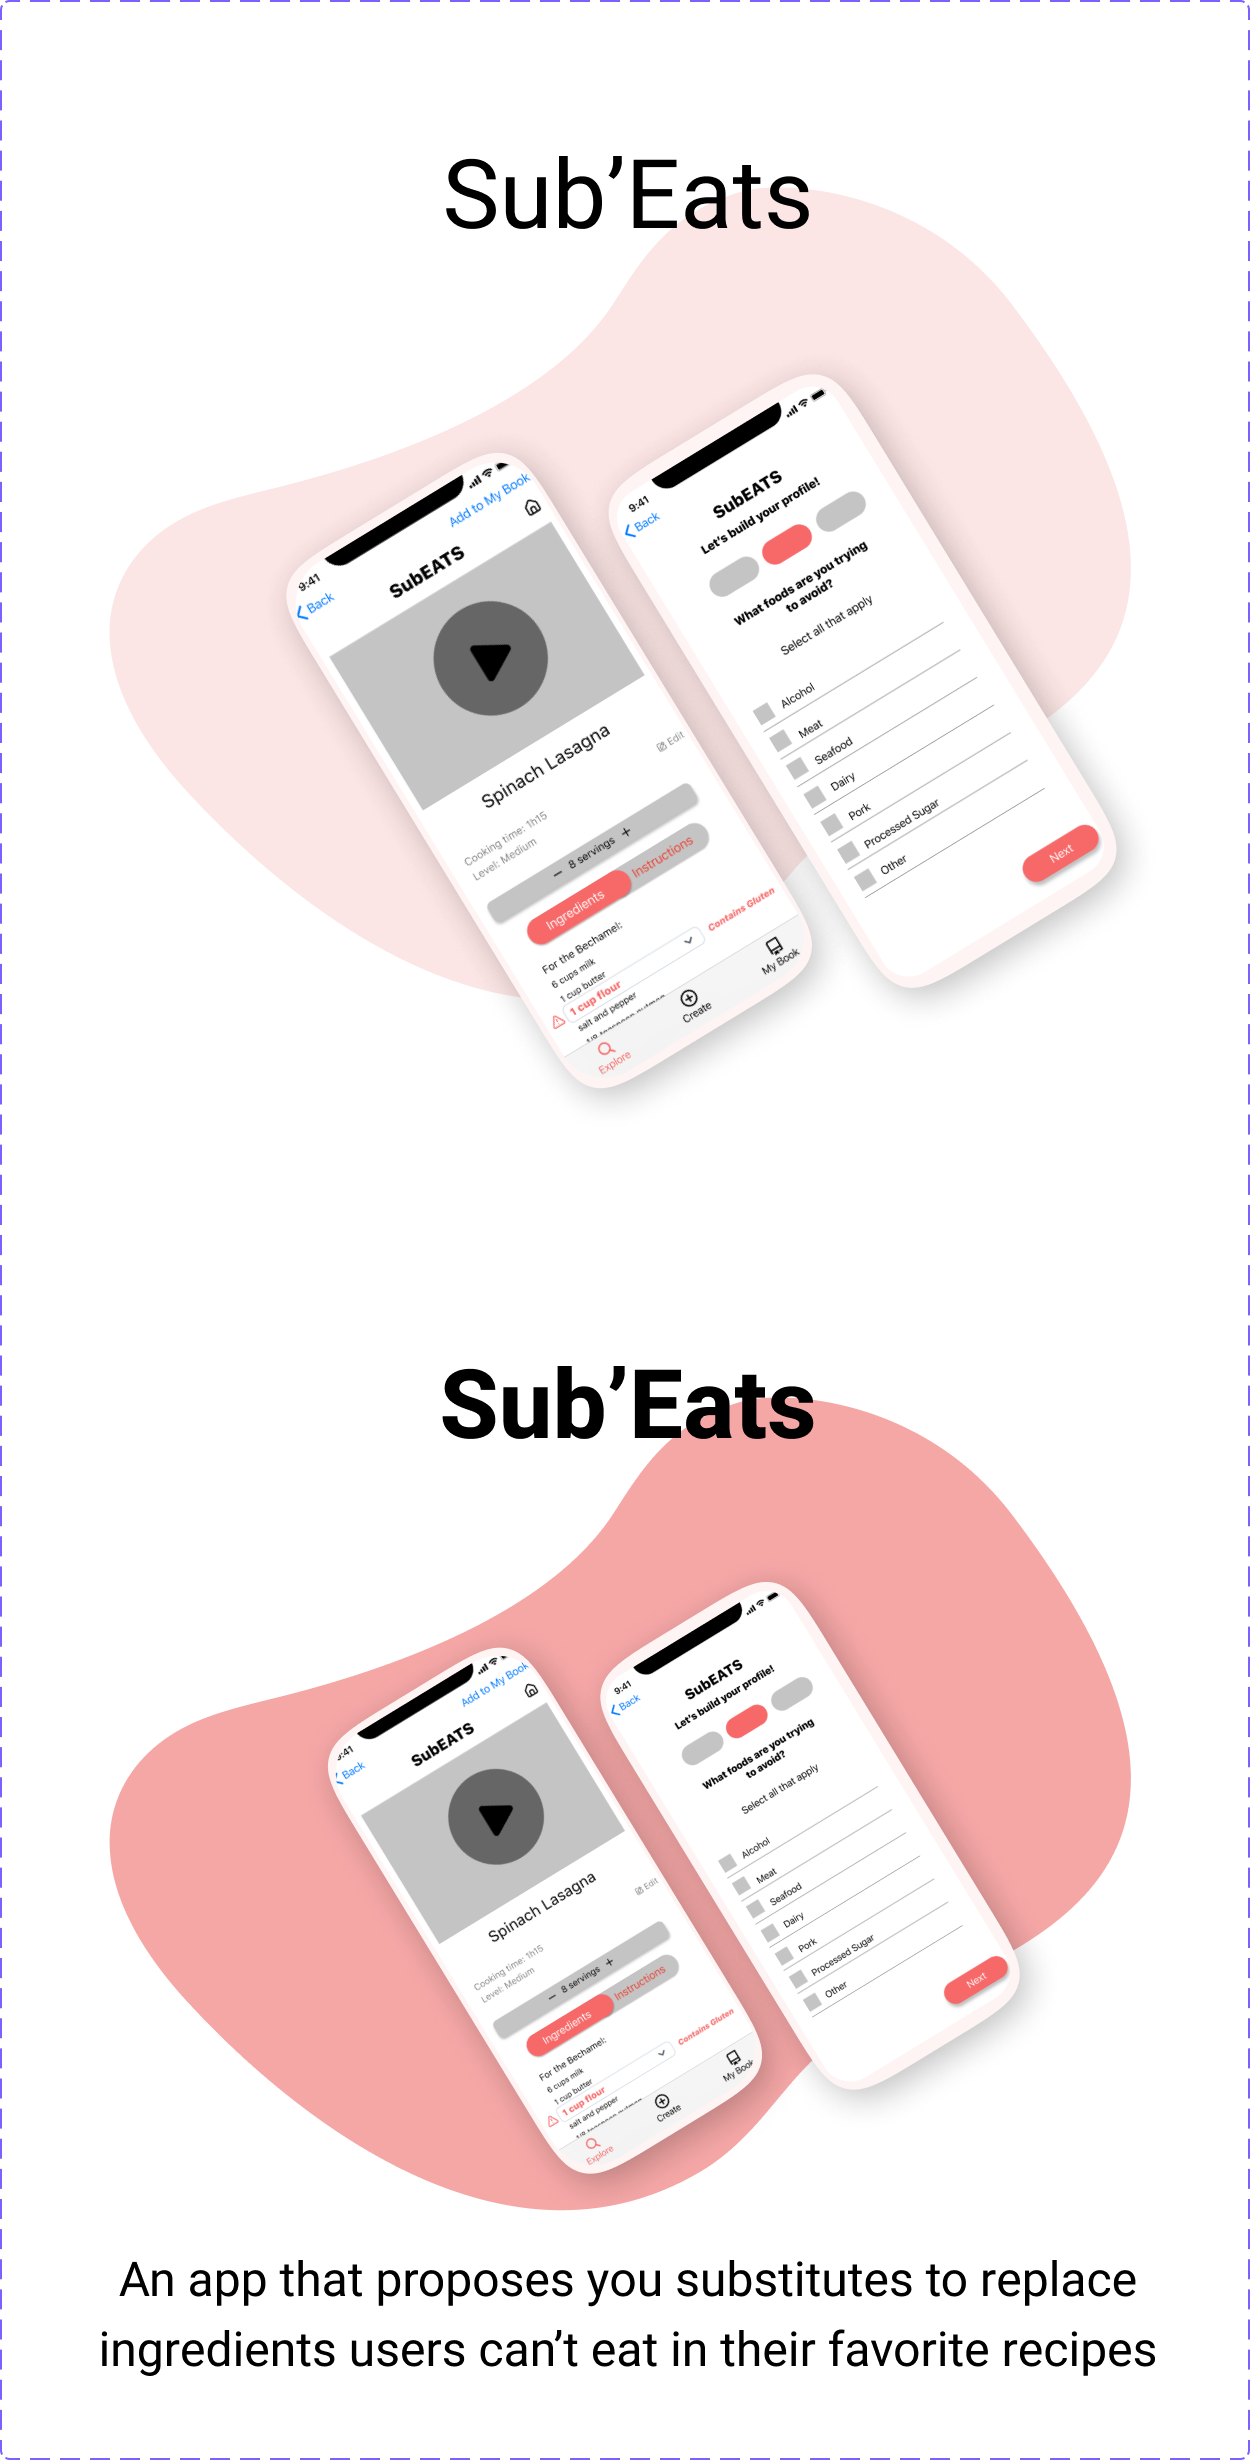 Sub’Eats
9:41
Add to My Book
Back
SubEATS
Spinach Lasagna
Edit
Cooking time: 1h15
Level: Medium
8 servings
Ingredients
Instructions
For the Bechamel:
6 cups milk
1 cup butter
1 cup flour
Contains Gluten
salt and pepper
Explore
Create
My Book
9:41
Back
SubEATS
Let’s build your profile!
What foods are you trying
to avoid?
Select all that apply
Alcohol
Meat
Seafood
Dairy
Pork
Processed Sugar
Other
Next
Sub’Eats
9:41
Add to My Book
Back
SubEATS
Spinach Lasagna
Edit
Cooking time: 1h15
Level: Medium
8 servings
Ingredients
Instructions
For the Bechamel:
6 cups milk
1 cup butter
1 cup flour
Contains Gluten
salt and pepper
Explore
Create
My Book
9:41
Back
SubEATS
Let’s build your profile!
What foods are you trying
to avoid?
Select all that apply
Alcohol
Meat
Seafood
Dairy
Pork
Processed Sugar
Other
Next
An app that proposes you substitutes to replace
ingredients users can’t eat in their favorite recipes